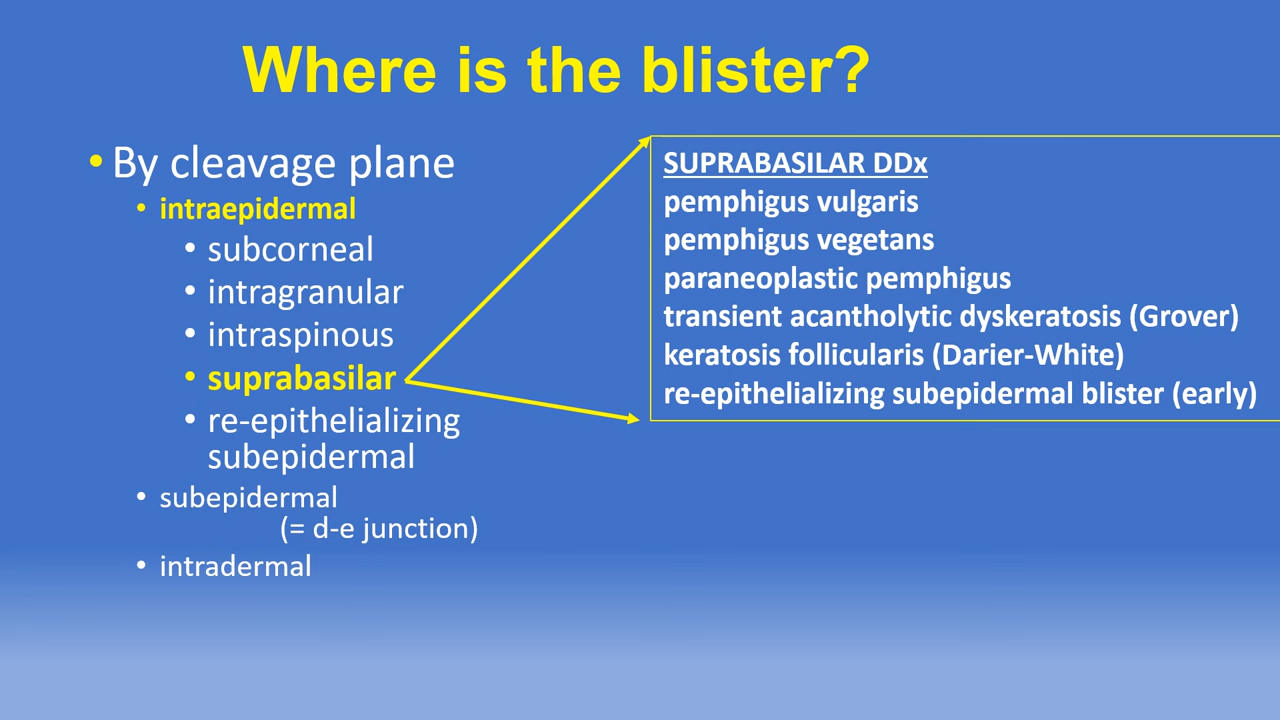 Where is the blister?
• By cleavage plane
• intraepidermal
• subcorneal
• intragranular
• intraspinous
• suprabasilar
• re-epithelializing
subepidermal
• subepidermal
(= d-e junction)
• intradermal
SUPRABASILAR DDx
pemphigus vulgaris
pemphigus vegetans
paraneoplastic pemphigus
transient acantholytic dyskeratosis (Grover)
keratosis follicularis (Darier-White)
re-epithelializing subepidermal blister (early)